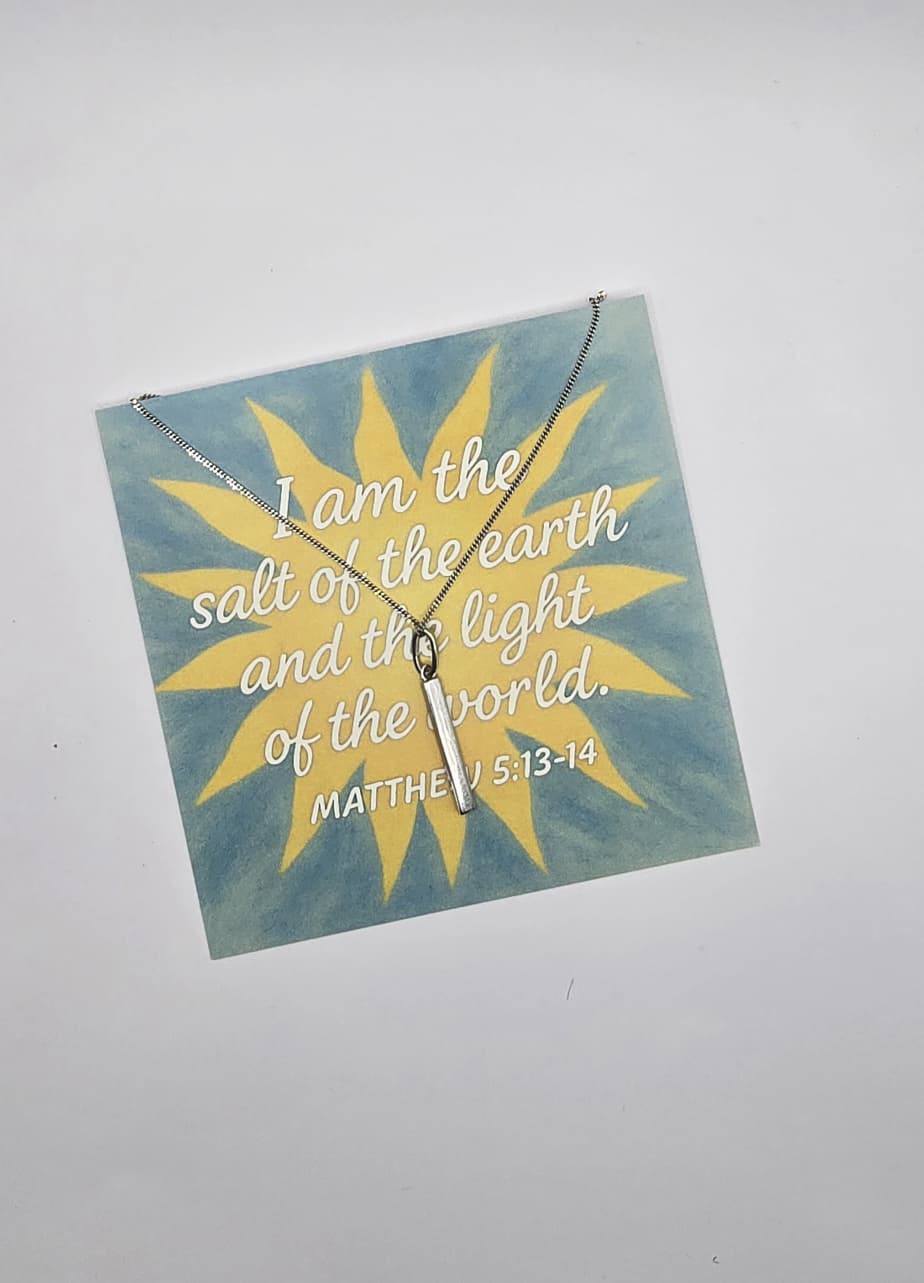 I am the
salt of the earth
and the light
of the world.
MATTHEW 5:13-14